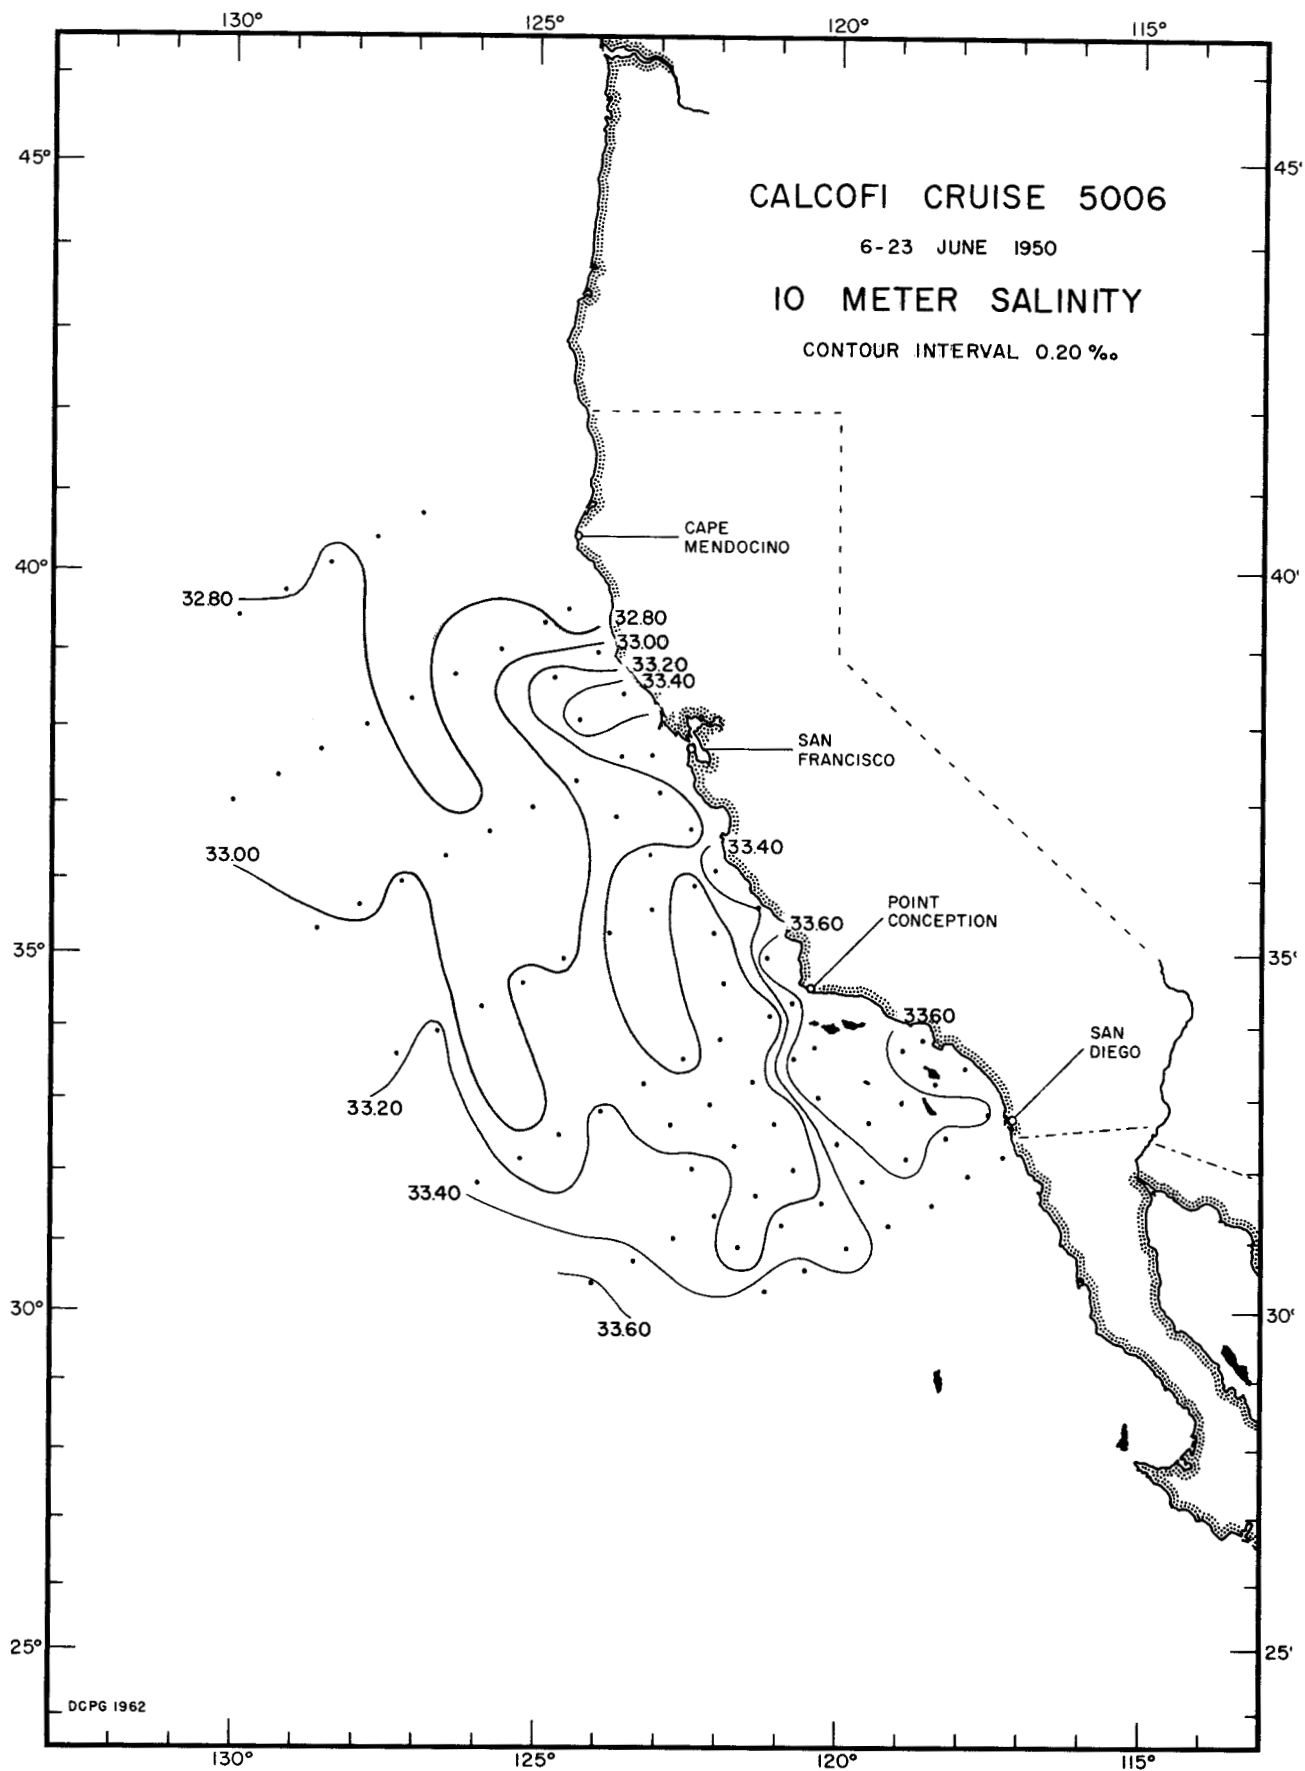 130°
125°
120°
115°
45°
45'
CALCOFI CRUISE 5006
6-23 JUNE 1950
10 METER SALINITY
CONTOUR INTERVAL 0.20 ‰
CAPE
MENDOCINO
40°
40'
32.80
32.80
33.00
33.20
33.40
SAN
FRANCISCO
33.00
33.40
POINT
CONCEPTION
33.60
35°
35'
33.60
SAN
DIEGO
33.20
33.40
30°
30'
33.60
25°
25'
DCPG 1962
130°
125°
120°
115°